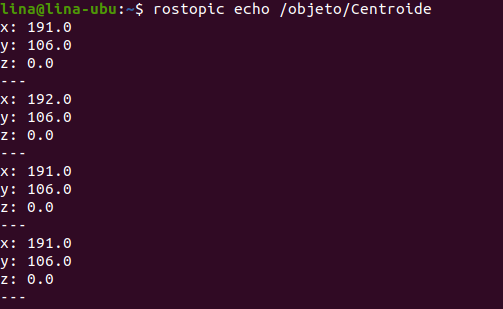 lina@lina-ubu:~$ rostopic echo /objeto/Centroide
x: 191.0
y: 106.0
z: 0.0
---
x: 192.0
y: 106.0
z: 0.0
---
x: 191.0
y: 106.0
z: 0.0
---
x: 191.0
y: 106.0
z: 0.0
---